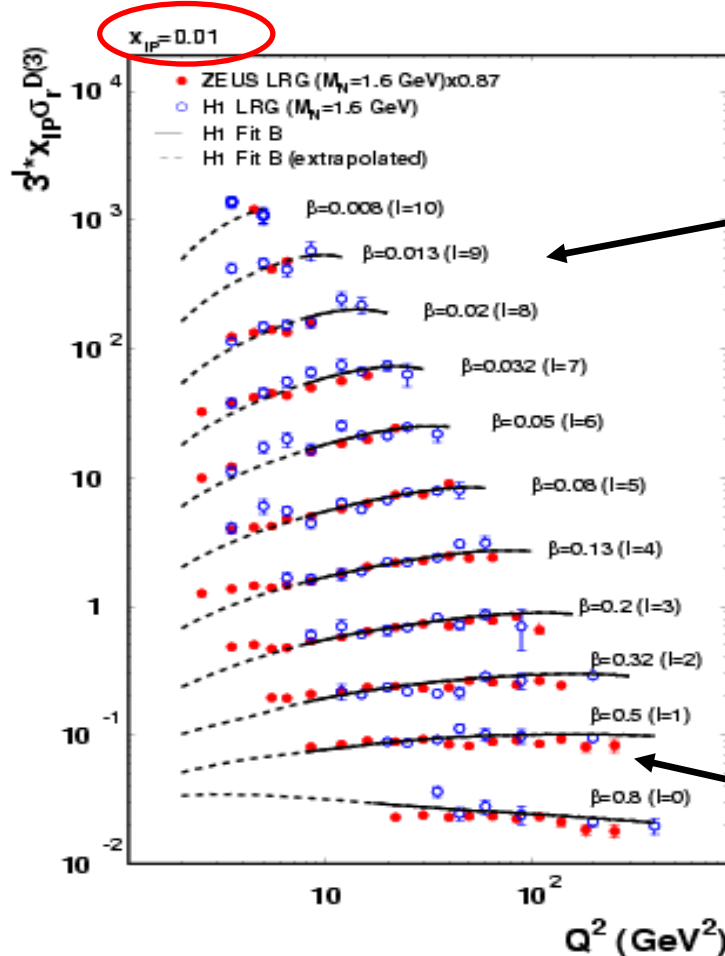 x_IP=0.01
10^4
ZEUS LRG (M_N=1.6 GeV)x0.87
H1 LRG (M_N=1.6 GeV)
H1 Fit B
H1 Fit B (extrapolated)
3^l* x_IP σ_r^D(3)
10^3
β=0.008 (l=10)
β=0.013 (l=9)
β=0.02 (l=8)
10^2
β=0.032 (l=7)
β=0.05 (l=6)
10
β=0.08 (l=5)
β=0.13 (l=4)
1
β=0.2 (l=3)
β=0.32 (l=2)
10^-1
β=0.5 (l=1)
β=0.8 (l=0)
10^-2
10
10^2
Q^2 (GeV^2)